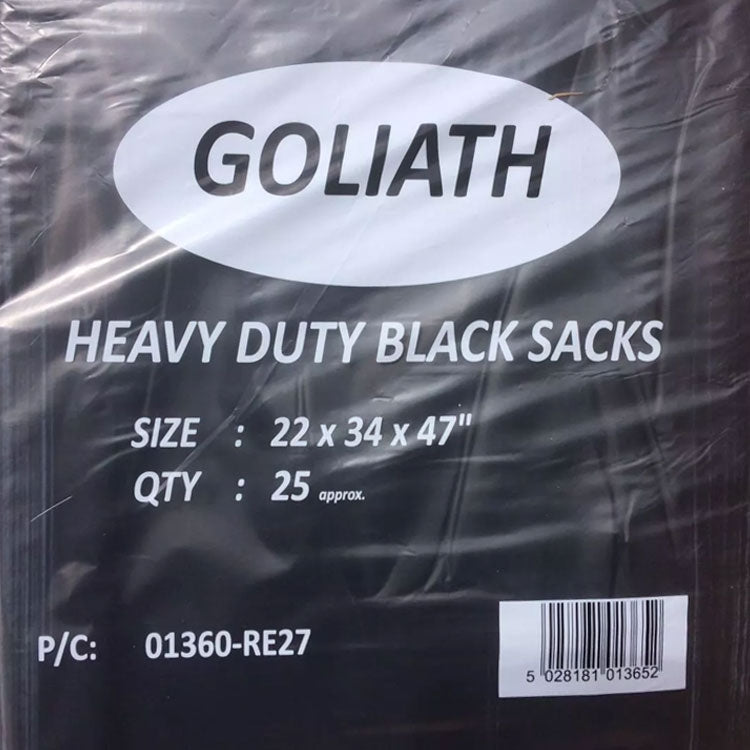 GOLIATH
HEAVY DUTY BLACK SACKS
SIZE : 22 x 34 x 47"
QTY : 25 approx.
P/C: 01360-RE27
5 028181 013652